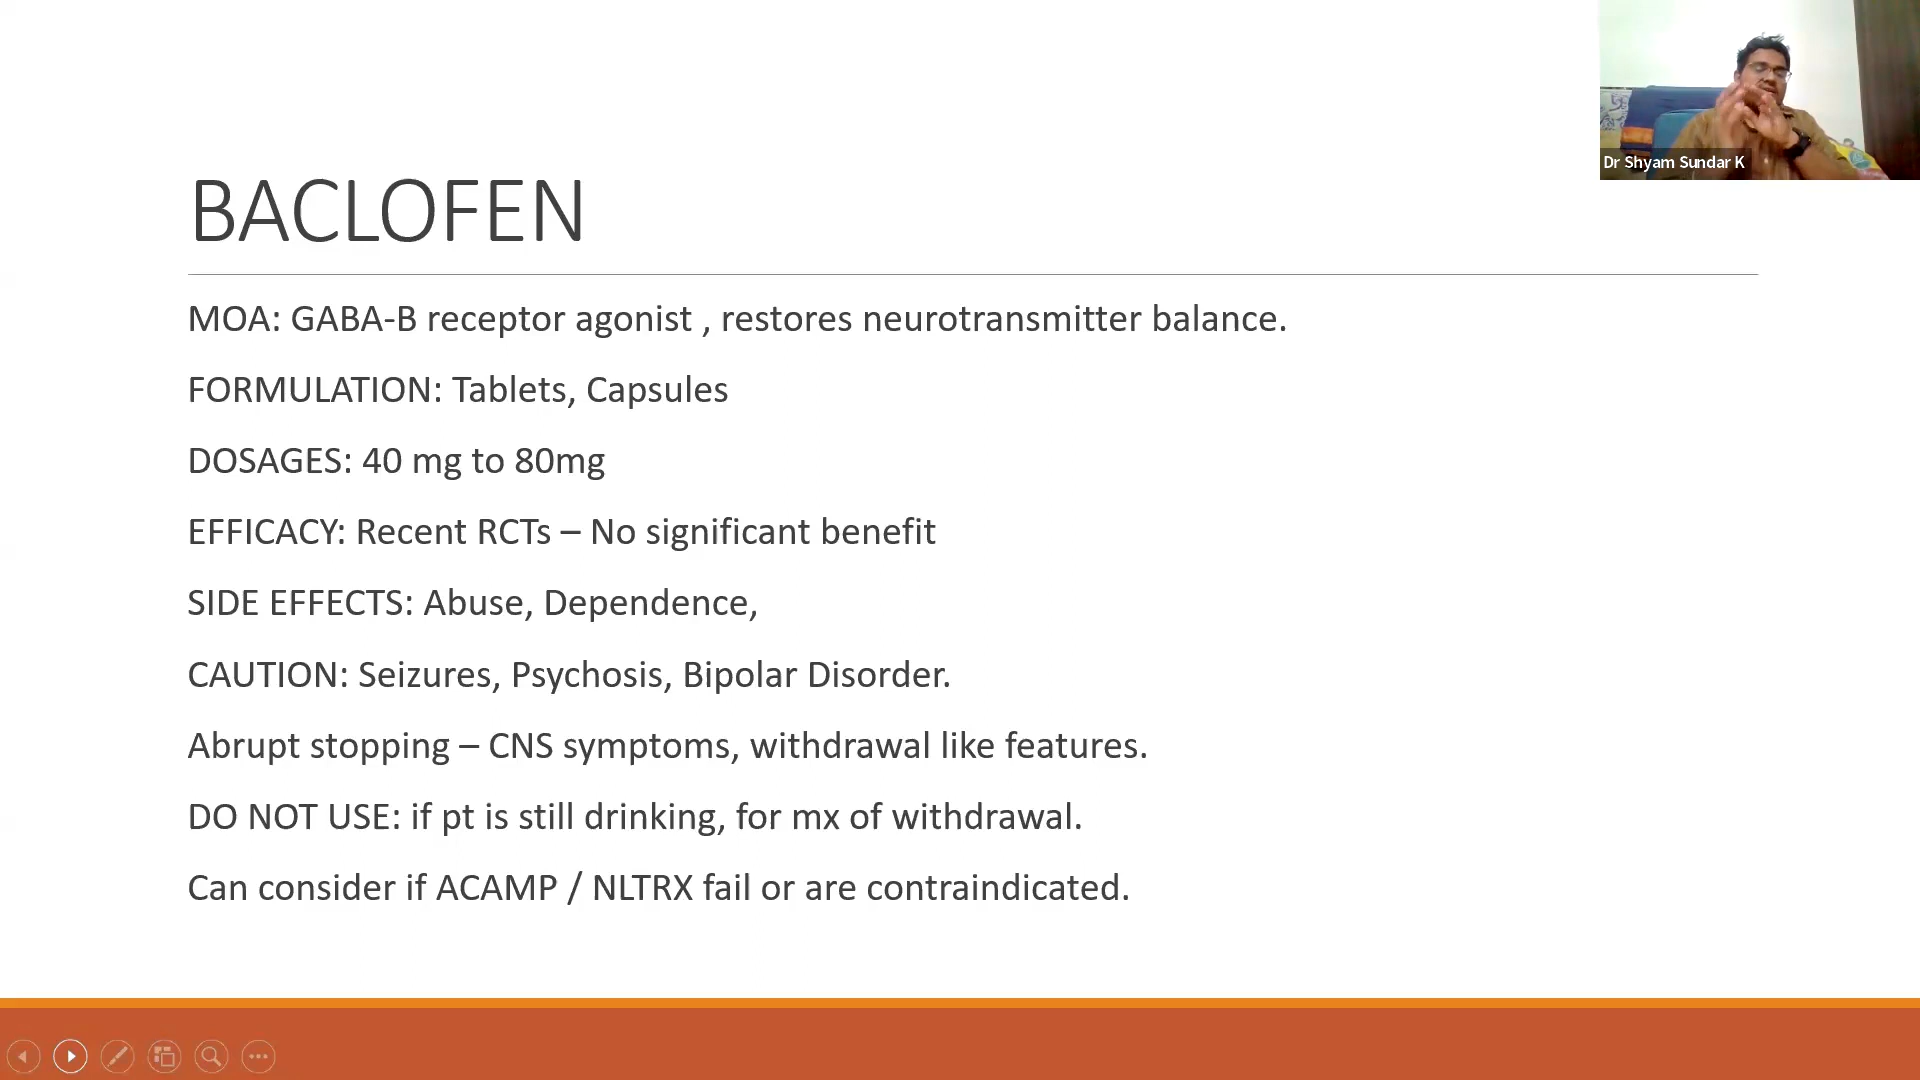 Dr Shyam Sundar K
BACLOFEN
MOA: GABA-B receptor agonist , restores neurotransmitter balance.
FORMULATION: Tablets, Capsules
DOSAGES: 40 mg to 80mg
EFFICACY: Recent RCTs – No significant benefit
SIDE EFFECTS: Abuse, Dependence,
CAUTION: Seizures, Psychosis, Bipolar Disorder.
Abrupt stopping – CNS symptoms, withdrawal like features.
DO NOT USE: if pt is still drinking, for mx of withdrawal.
Can consider if ACAMP / NLTRX fail or are contraindicated.